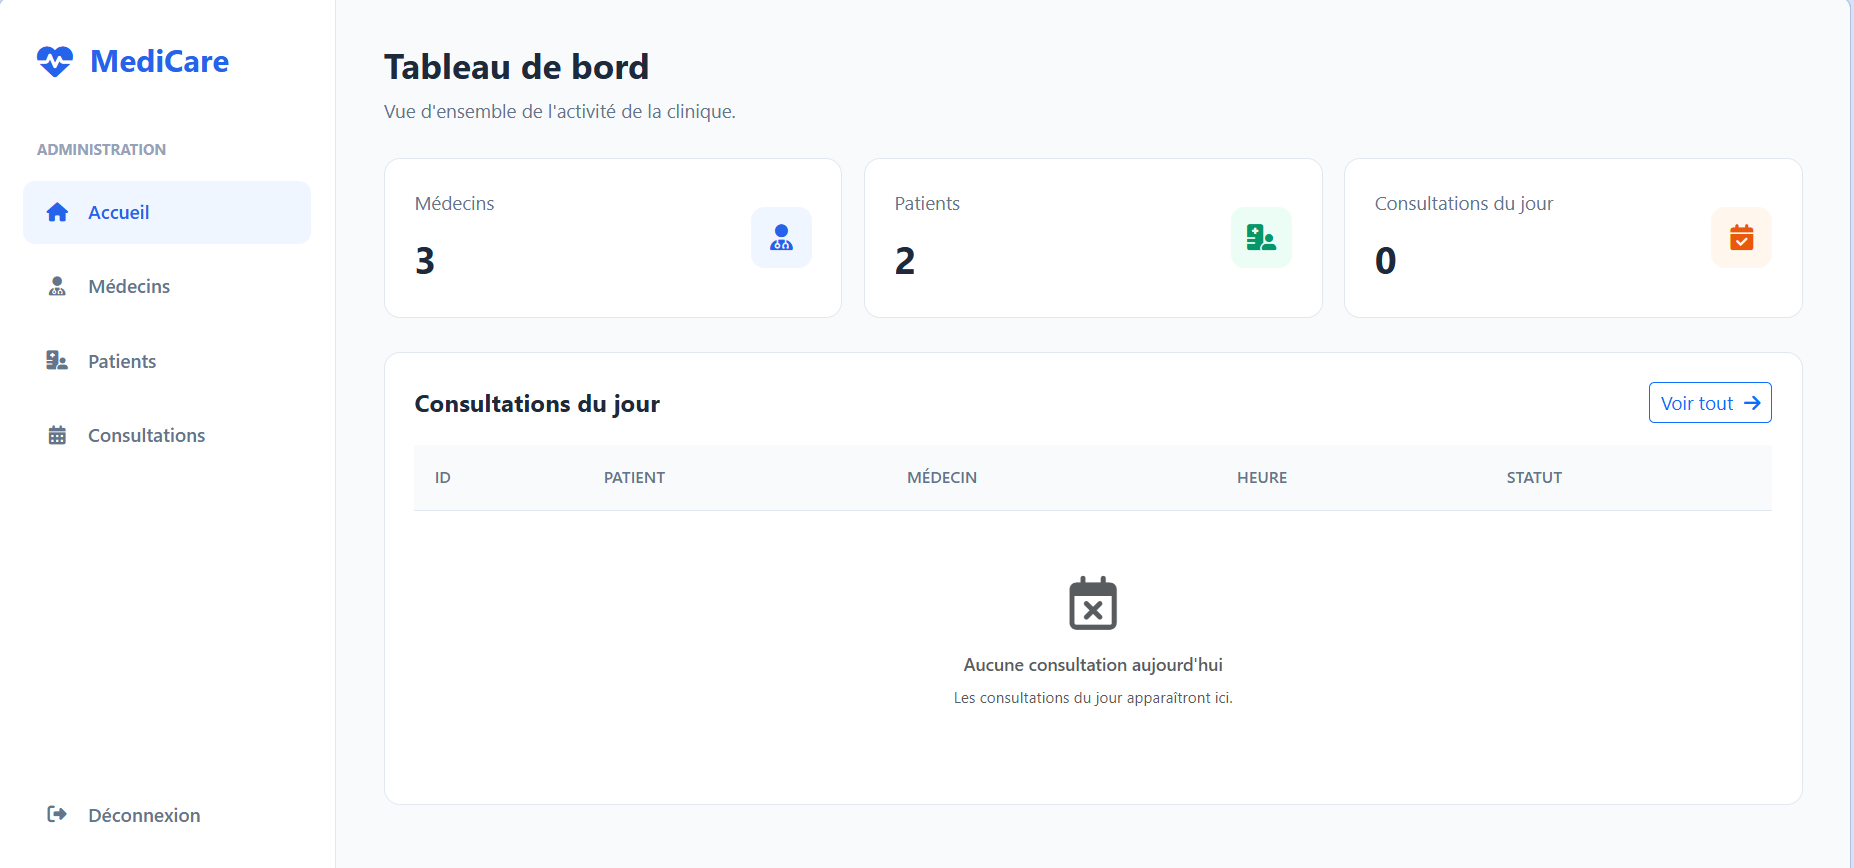 MediCare
ADMINISTRATION
Accueil
Médecins
Patients
Consultations
Déconnexion
Tableau de bord
Vue d'ensemble de l'activité de la clinique.
Médecins
3
Patients
2
Consultations du jour
0
Consultations du jour
Voir tout
ID PATIENT MÉDECIN HEURE STATUT
Aucune consultation aujourd'hui
Les consultations du jour apparaîtront ici.